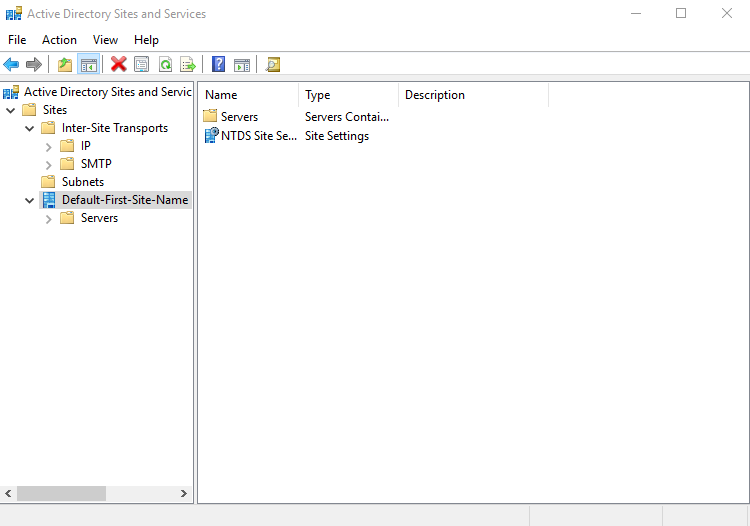 Active Directory Sites and Services
File Action View Help
Active Directory Sites and Servic
Sites
Inter-Site Transports
IP
SMTP
Subnets
Default-First-Site-Name
Servers
Name Type Description
Servers Servers Contai...
NTDS Site Se... Site Settings